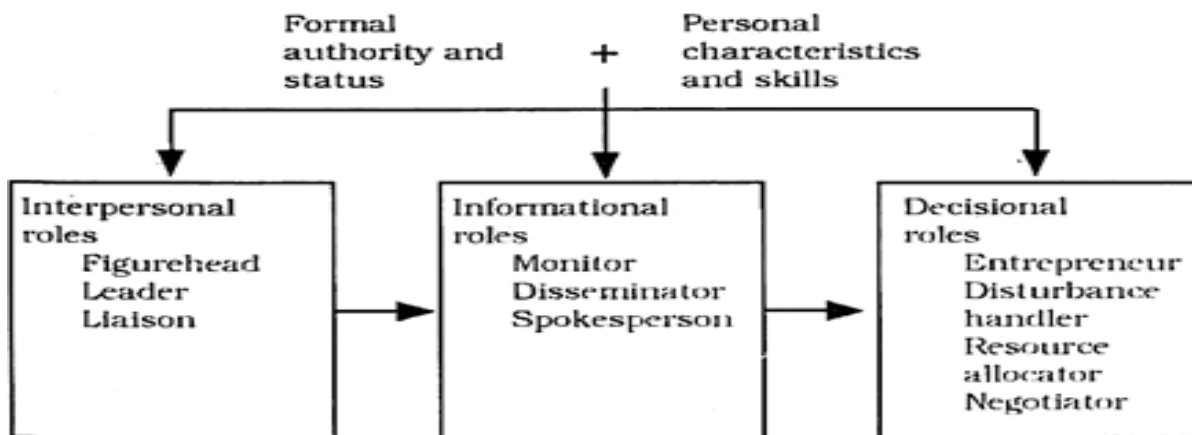 Formal
authority and
status
+
Personal
characteristics
and skills
Interpersonal
roles
Figurehead
Leader
Liaison
Informational
roles
Monitor
Disseminator
Spokesperson
Decisional
roles
Entrepreneur
Disturbance
handler
Resource
allocator
Negotiator